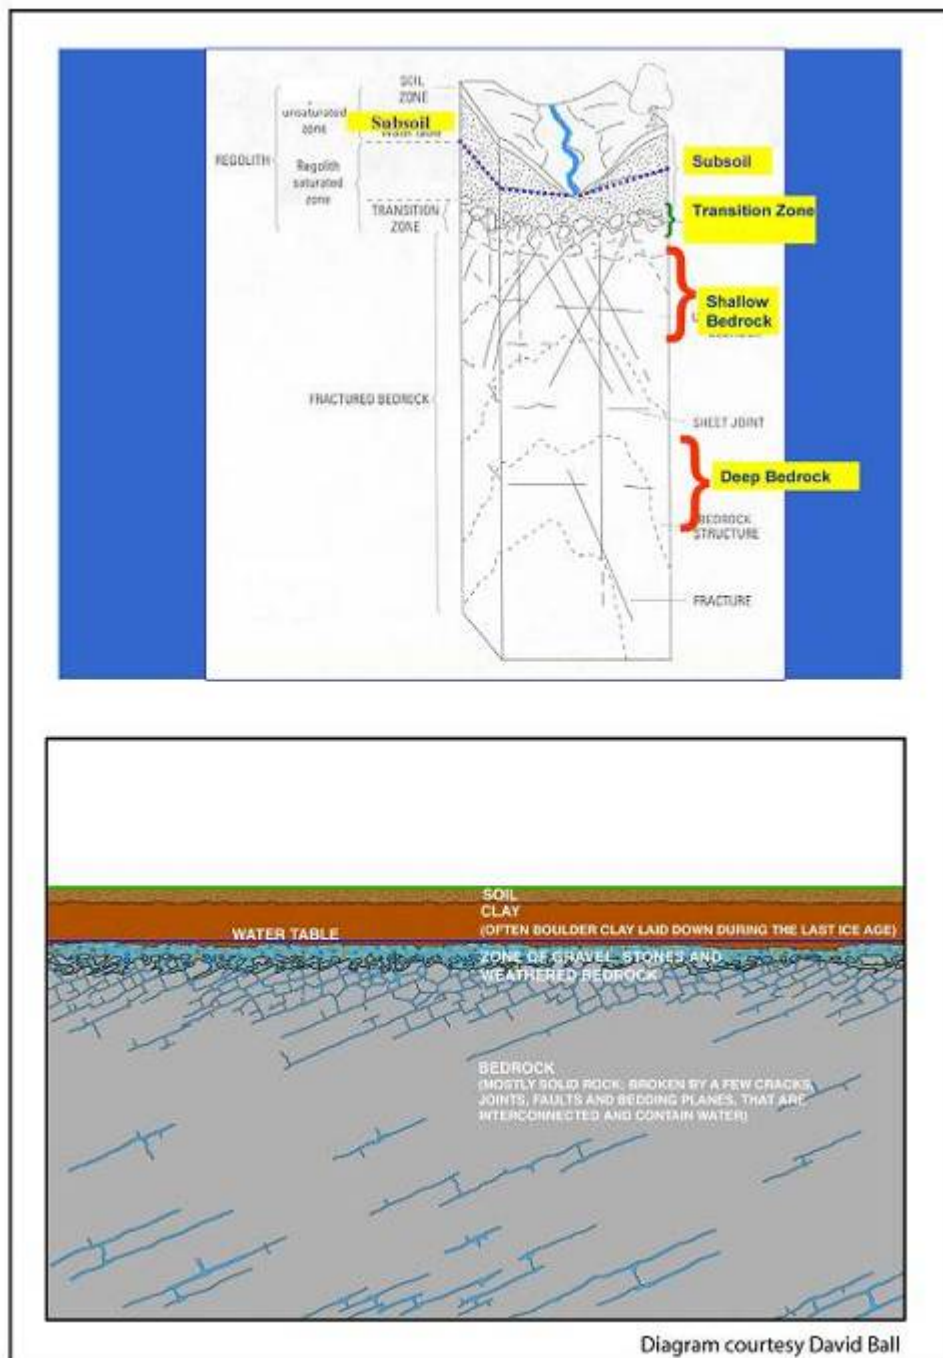 SOIL
ZONE
unsaturated
zone
Subsoil
REGOLITH
Regolith
saturated
zone
TRANSITION
ZONE
FRACTURED BEDROCK
Subsoil
Transition Zone
Shallow
Bedrock
SHEET JOINT
Deep Bedrock
BEDROCK
STRUCTURE
FRACTURE
SOIL
CLAY
(OFTEN BOULDER CLAY LAID DOWN DURING THE LAST ICE AGE)
WATER TABLE
ZONE OF GRAVEL, STONES AND
WEATHERED BEDROCK
BEDROCK
(MOSTLY SOLID ROCK, BROKEN BY A FEW CRACKS,
JOINTS, FAULTS AND BEDDING PLANES, THAT ARE
INTERCONNECTED AND CONTAIN WATER)
Diagram courtesy David Ball